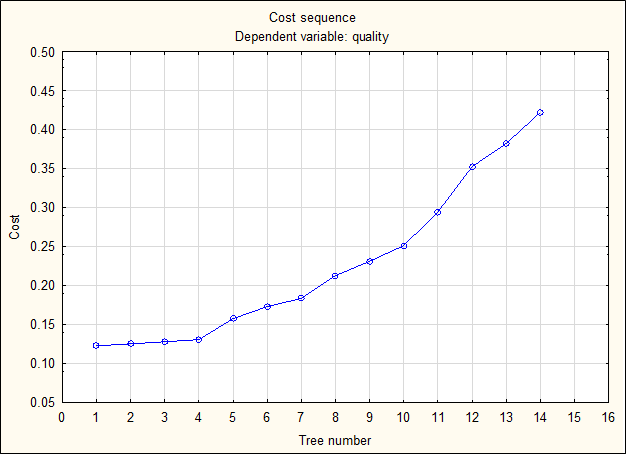 Cost sequence
Dependent variable: quality
0.50
0.45
0.40
0.35
0.30
0.25
0.20
0.15
0.10
0.05
Cost
0 1 2 3 4 5 6 7 8 9 10 11 12 13 14 15 16
Tree number